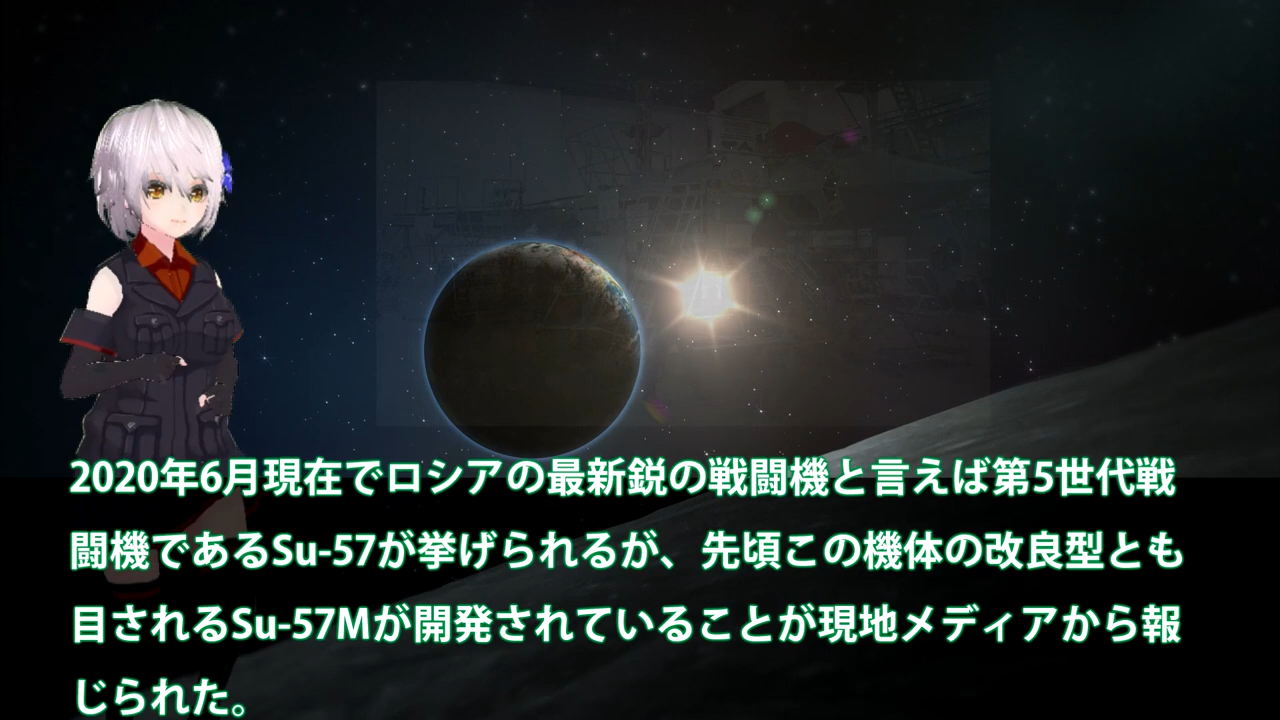 2020年6月現在でロシアの最新鋭の戦闘機と言えば第5世代戦
闘機であるSu-57が挙げられるが、先頃この機体の改良型とも
目されるSu-57Mが開発されていることが現地メディアから報
じられた。